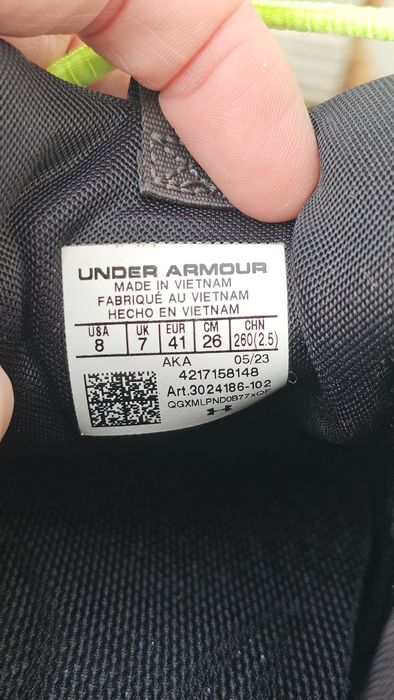 UNDER ARMOUR
MADE IN VIETNAM
FABRIQUÉ AU VIETNAM
HECHO EN VIETNAM
USA UK EUR CM CHN
8 7 41 26 260(2.5)
AKA 05/23
4217158148
Art.3024186-102